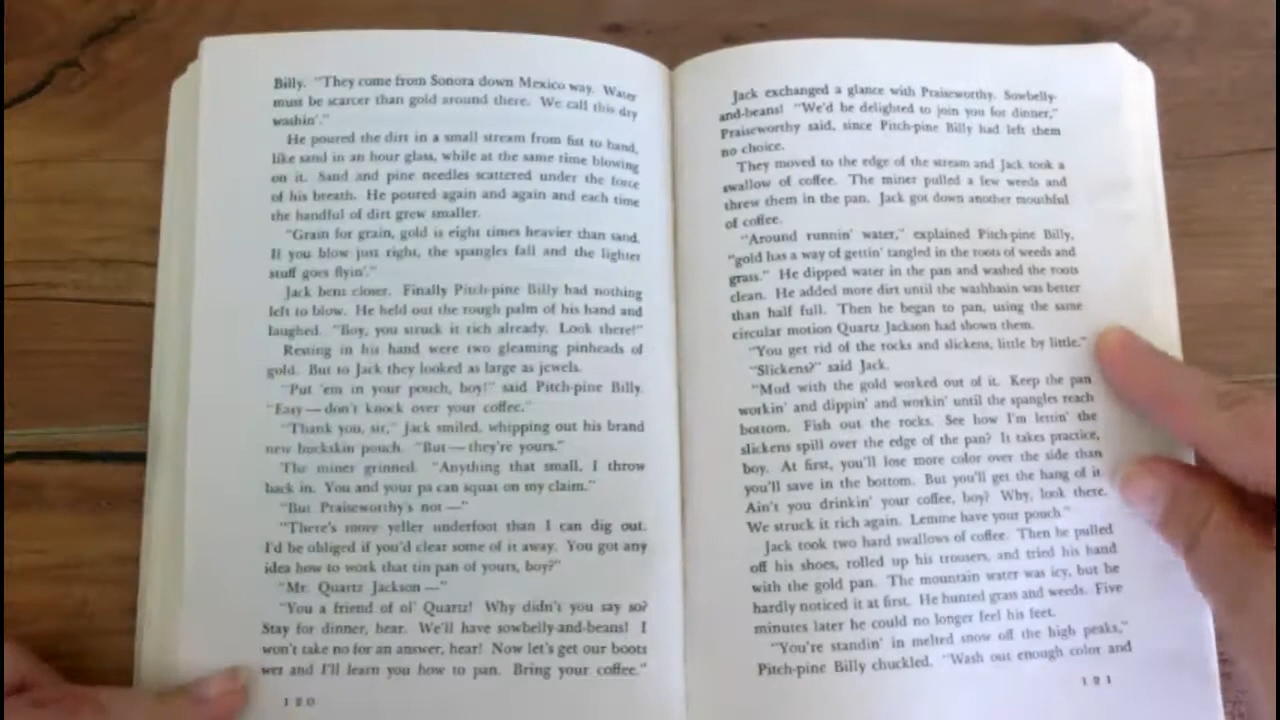 Billy. "They come from Sonora down Mexico way. Water
must be scarcer than gold around there. We call this dry
washin'."
He poured the dirt in a small stream from fist to hand,
like sand in an hour glass, while at the same time blowing
on it. Sand and pine needles scattered under the force
of his breath. He poured again and again and each time
the handful of dirt grew smaller.
"Grain for grain, gold is eight times heavier than sand.
If you blow just right, the spangles fall and the lighter
stuff goes flyin'."
Jack bent closer. Finally Pitch-pine Billy had nothing
left to blow. He held out the rough palm of his hand and
laughed. "Boy, you struck it rich already. Look there!"
Resting in his hand were two gleaming pinheads of
gold. But to Jack they looked as large as jewels.
"Put 'em in your pouch, boy!" said Pitch-pine Billy.
"Easy — don't knock over your coffee."
"Thank you, sir," Jack smiled, whipping out his brand
new buckskin pouch. "But — they're yours."
The miner grinned. "Anything that small, I throw
back in. You and your pa can squat on my claim."
"But Praiseworthy's not —"
"There's more yeller underfoot than I can dig out.
I'd be obliged if you'd clear some of it away. You got any
idea how to work that tin pan of yours, boy?"
"Mr. Quartz Jackson —"
"You a friend of ol' Quartz! Why didn't you say so?
Stay for dinner, hear. We'll have sowbelly-and-beans! I
won't take no for an answer, hear! Now let's get our boots
wet and I'll learn you how to pan. Bring your coffee."
120
Jack exchanged a glance with Praiseworthy. Sowbelly-
and-beans! "We'd be delighted to join you for dinner,"
Praiseworthy said, since Pitch-pine Billy had left them
no choice.
They moved to the edge of the stream and Jack took a
swallow of coffee. The miner pulled a few weeds and
threw them in the pan. Jack got down another mouthful
of coffee.
"Around runnin' water," explained Pitch-pine Billy,
"gold has a way of gettin' tangled in the roots of weeds and
grass." He dipped water in the pan and washed the roots
clean. He added more dirt until the washbasin was better
than half full. Then he began to pan, using the same
circular motion Quartz Jackson had shown them.
"You get rid of the rocks and slickens, little by little."
"Slickens?" said Jack.
"Mud with the gold worked out of it. Keep the pan
workin' and dippin' and workin' until the spangles reach
bottom. Fish out the rocks. See how I'm lettin' the
slickens spill over the edge of the pan? It takes practice,
boy. At first, you'll lose more color over the side than
you'll save in the bottom. But you'll get the hang of it.
Ain't you drinkin' your coffee, boy? Why, look there.
We struck it rich again. Lemme have your pouch."
Jack took two hard swallows of coffee. Then he pulled
off his shoes, rolled up his trousers, and tried his hand
with the gold pan. The mountain water was icy, but he
hardly noticed it at first. He hunted grass and weeds. Five
minutes later he could no longer feel his feet.
"You're standin' in melted snow off the high peaks,"
Pitch-pine Billy chuckled. "Wash out enough color and
121